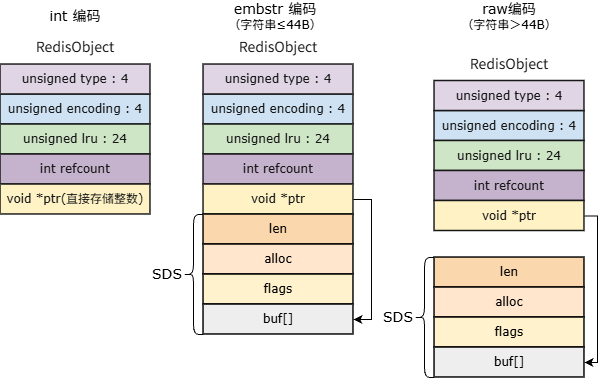 int 编码
RedisObject
unsigned type : 4
unsigned encoding : 4
unsigned lru : 24
int refcount
void *ptr(直接存储整数)
embstr 编码
(字符串≤44B)
RedisObject
unsigned type : 4
unsigned encoding : 4
unsigned lru : 24
int refcount
void *ptr
SDS
len
alloc
flags
buf[]
raw编码
(字符串＞44B)
RedisObject
unsigned type : 4
unsigned encoding : 4
unsigned lru : 24
int refcount
void *ptr
SDS
len
alloc
flags
buf[]